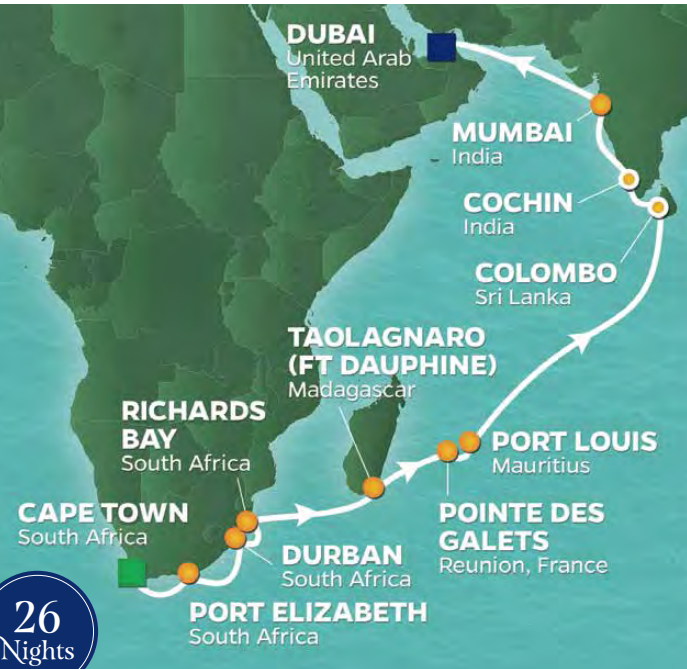 DUBAI
United Arab
Emirates
MUMBAI
India
COCHIN
India
COLOMBO
Sri Lanka
TAOLAGNARO
(FT DAUPHINE)
Madagascar
RICHARDS
BAY
South Africa
PORT LOUIS
Mauritius
CAPE TOWN
South Africa
POINTE DES
GALETS
Reunion, France
DURBAN
South Africa
PORT ELIZABETH
South Africa
26
Nights